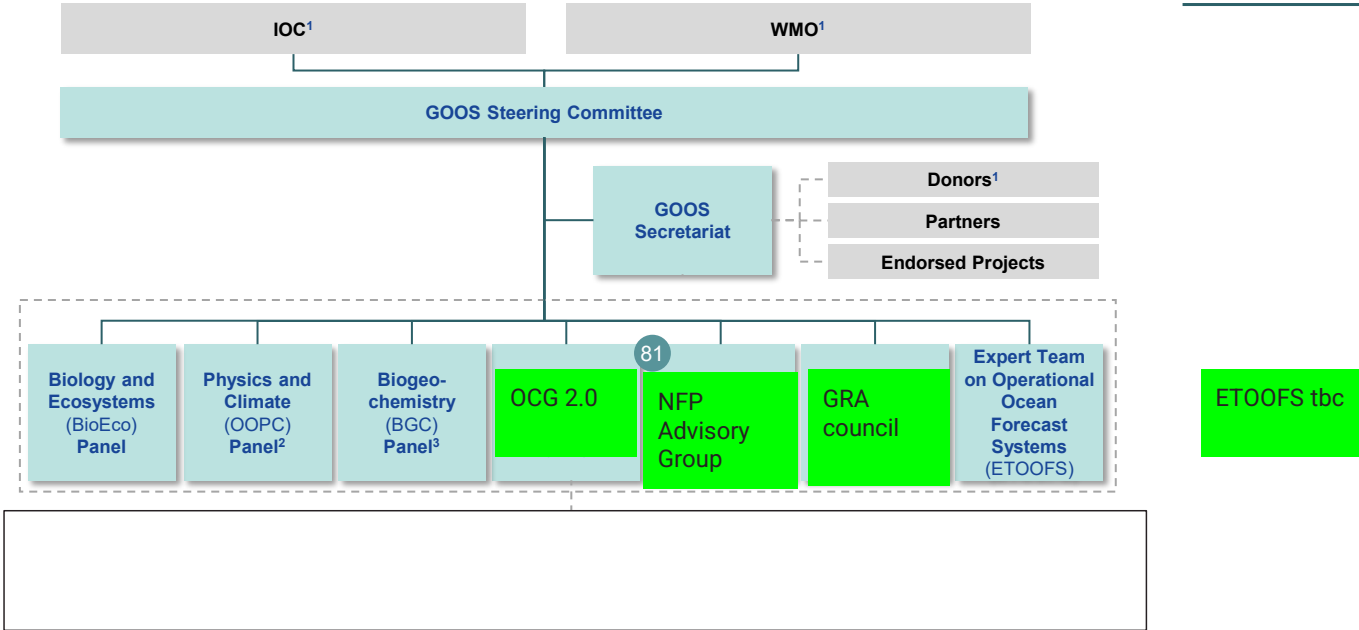 IOC¹
WMO¹
GOOS Steering Committee
GOOS
Secretariat
Donors¹
Partners
Endorsed Projects
81
Biology and
Ecosystems
(BioEco)
Panel
Physics and
Climate
(OOPC)
Panel²
Biogeo-
chemistry
(BGC)
Panel³
OCG 2.0
NFP
Advisory
Group
GRA
council
Expert Team
on Operational
Ocean
Forecast
Systems
(ETOOFS)
ETOOFS tbc